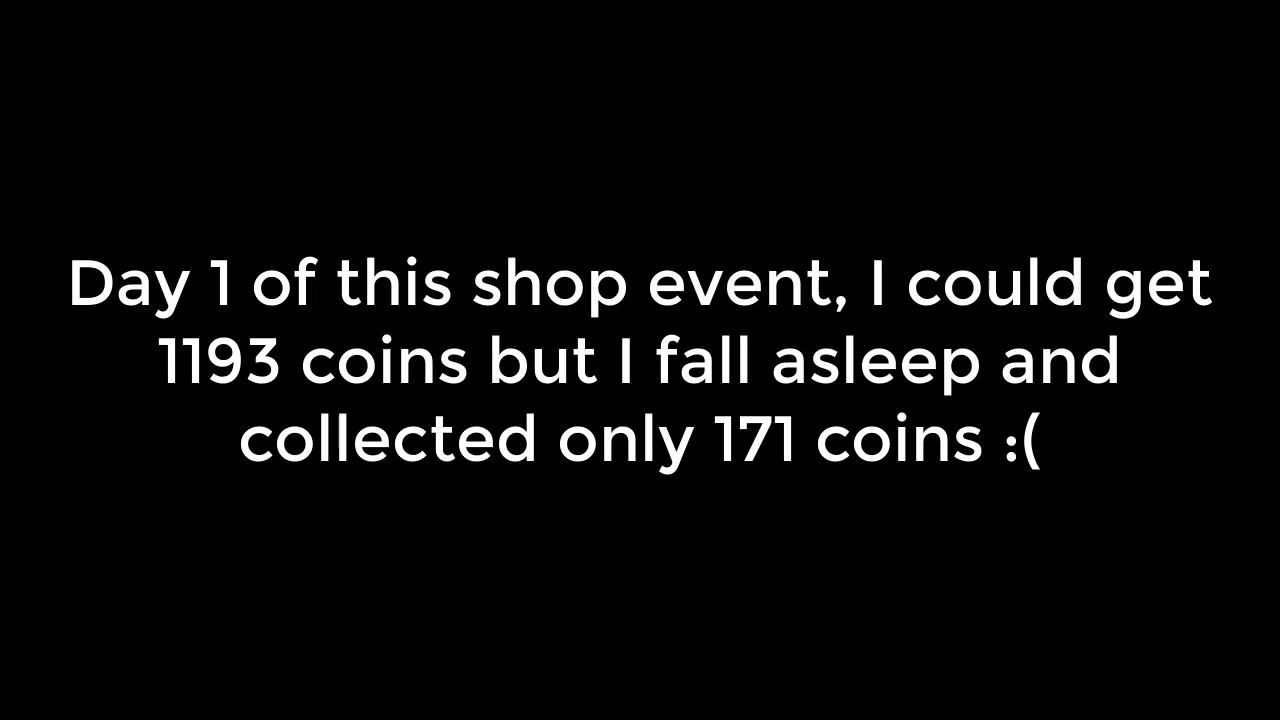 Day 1 of this shop event, I could get
1193 coins but I fall asleep and
collected only 171 coins :(